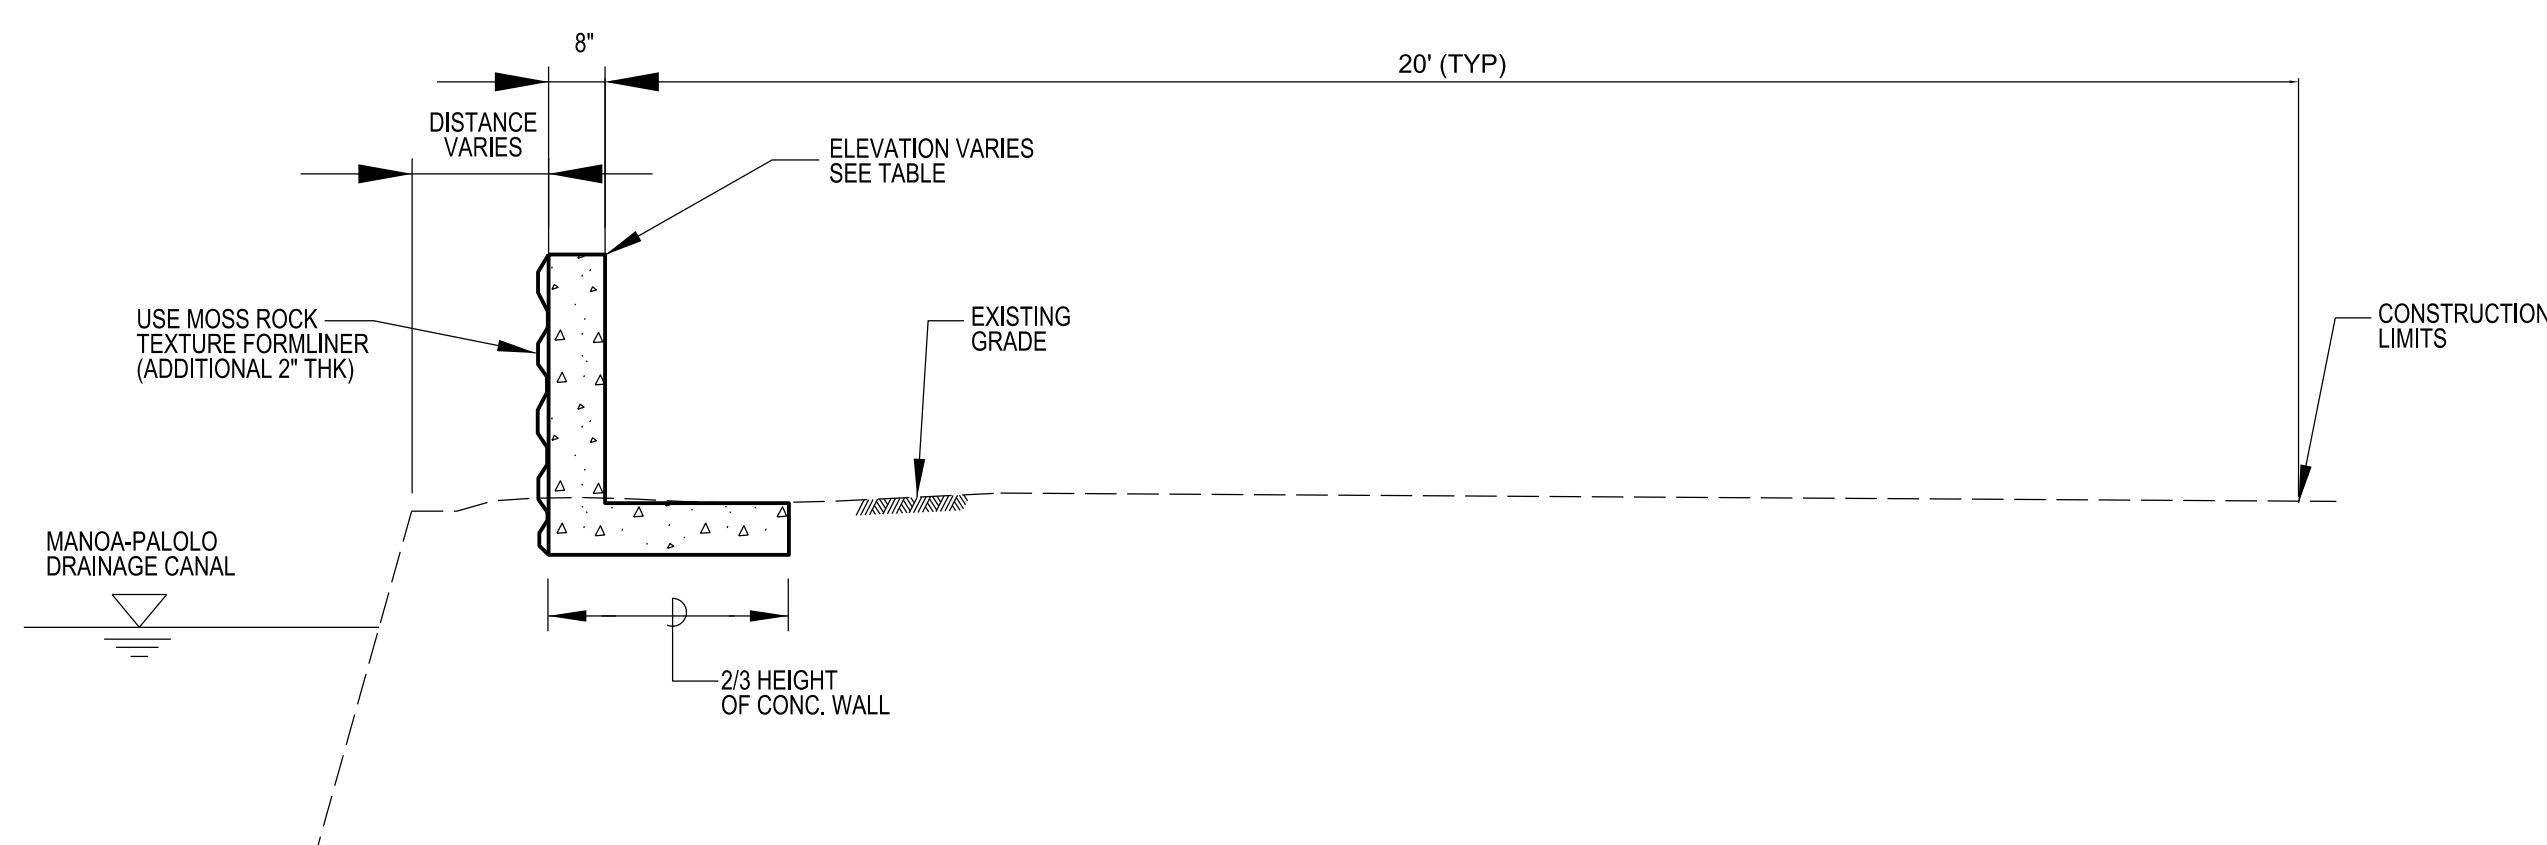 8"
20' (TYP)
DISTANCE
VARIES
ELEVATION VARIES
SEE TABLE
USE MOSS ROCK
TEXTURE FORMLINER
(ADDITIONAL 2" THK)
EXISTING
GRADE
CONSTRUCTION
LIMITS
MANOA-PALOLO
DRAINAGE CANAL
2/3 HEIGHT
OF CONC. WALL